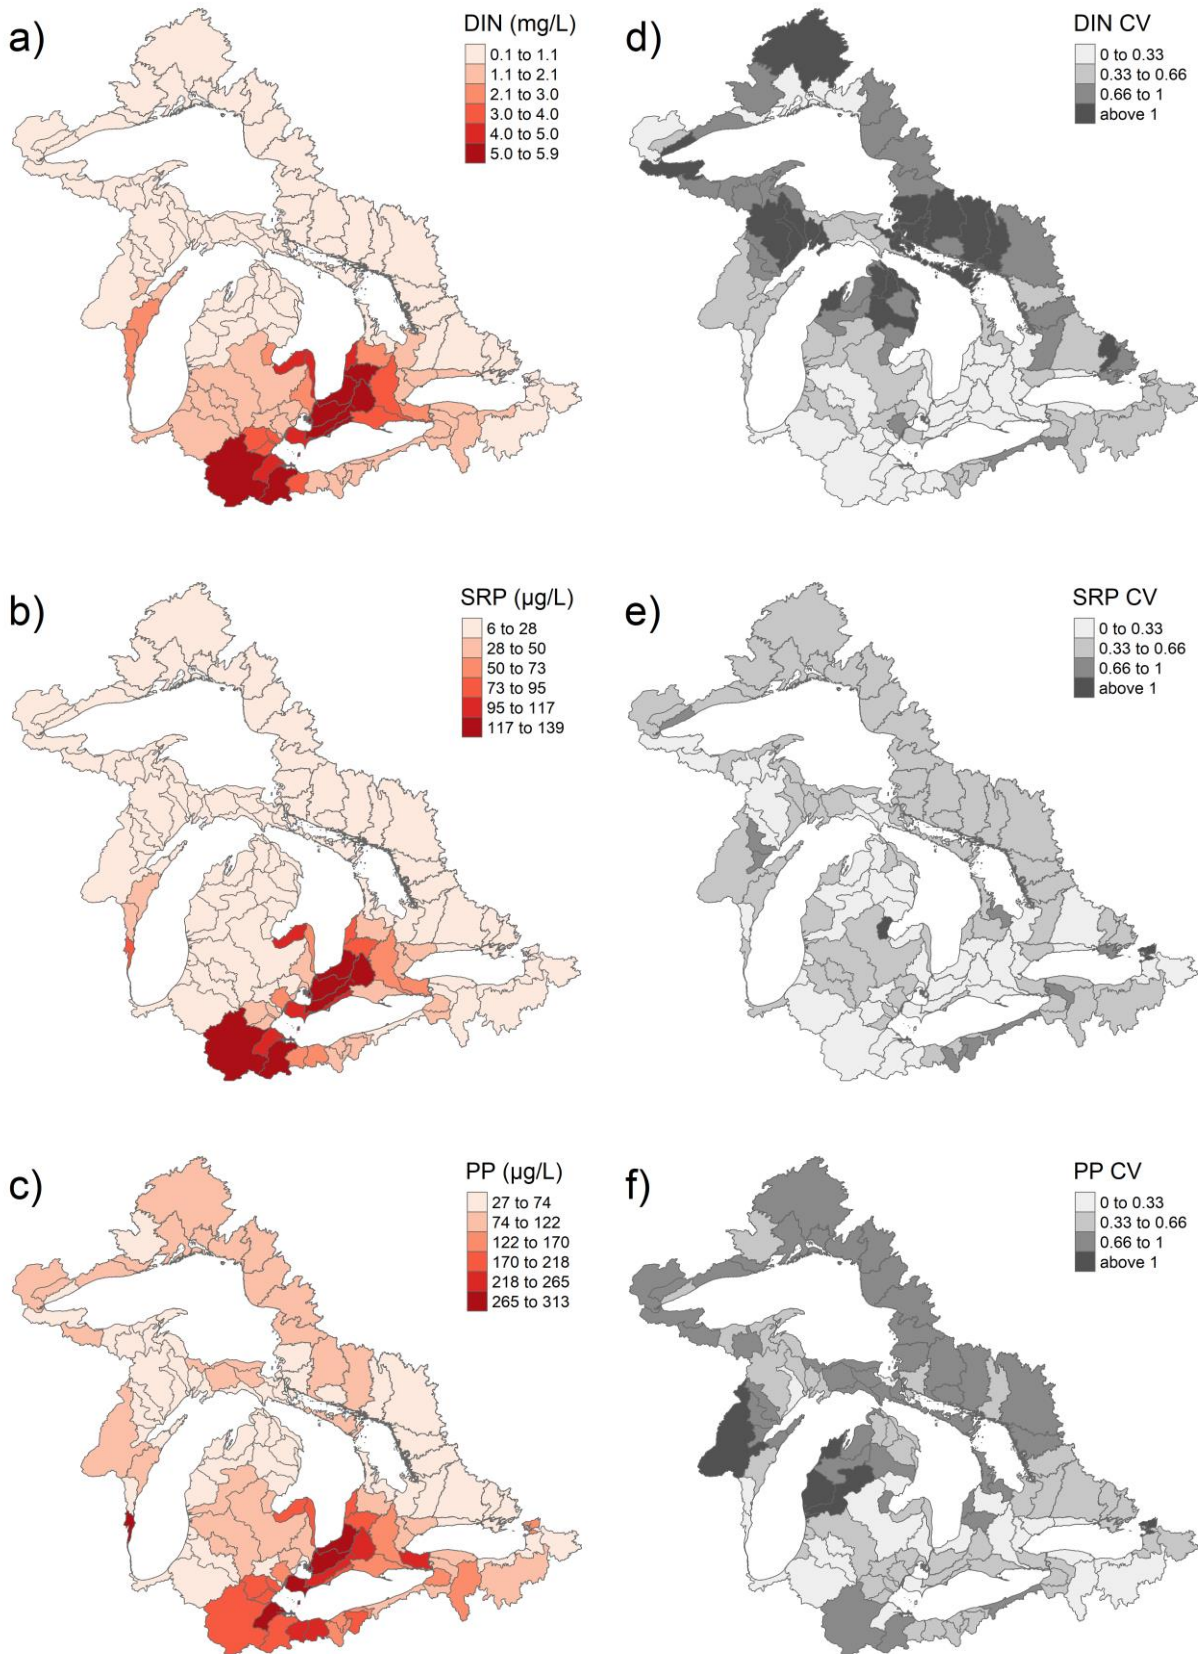 a)
DIN (mg/L)
0.1 to 1.1
1.1 to 2.1
2.1 to 3.0
3.0 to 4.0
4.0 to 5.0
5.0 to 5.9
d)
DIN CV
0 to 0.33
0.33 to 0.66
0.66 to 1
above 1
b)
SRP (µg/L)
6 to 28
28 to 50
50 to 73
73 to 95
95 to 117
117 to 139
e)
SRP CV
0 to 0.33
0.33 to 0.66
0.66 to 1
above 1
c)
PP (µg/L)
27 to 74
74 to 122
122 to 170
170 to 218
218 to 265
265 to 313
f)
PP CV
0 to 0.33
0.33 to 0.66
0.66 to 1
above 1